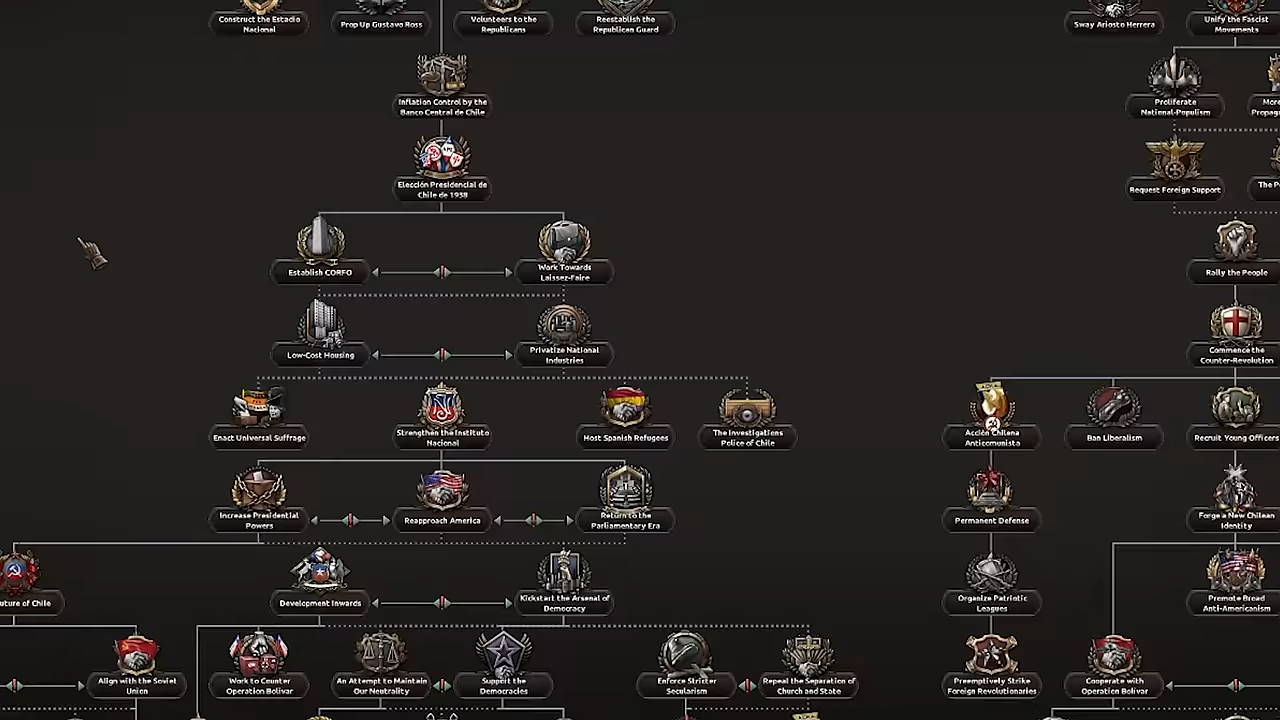 Construct the Estadio
Nacional
Prop Up Gustavo Ross
Volunteers to the
Republicans
Reestablish the
Republican Guard
Sway Ariosto Herrera
Unify the Fascist
Movements
Inflation Control by the
Banco Central de Chile
Proliferate
National-Populism
Elección Presidencial de
Chile de 1938
Request Foreign Support
Establish CORFO
Work Towards
Laissez-Faire
Rally the People
Low-Cost Housing
Privatize National
Industries
Commence the
Counter-Revolution
Enact Universal Suffrage
Strengthen the Instituto
Nacional
Host Spanish Refugees
The Investigations
Police of Chile
Acción Chilena
Anticomunista
Ban Liberalism
Recruit Young Officers
Increase Presidential
Powers
Reapproach America
Return to the
Parliamentary Era
Permanent Defense
Forge a New Chilean
Identity
uture of Chile
Development Inwards
Kickstart the Arsenal of
Democracy
Organize Patriotic
Leagues
Promote Broad
Anti-Americanism
Align with the Soviet
Union
Work to Counter
Operation Bolivar
An Attempt to Maintain
Our Neutrality
Support the
Democracies
Enforce Stricter
Secularism
Repeal the Separation of
Church and State
Preemptively Strike
Foreign Revolutionaries
Cooperate with
Operation Bolivar